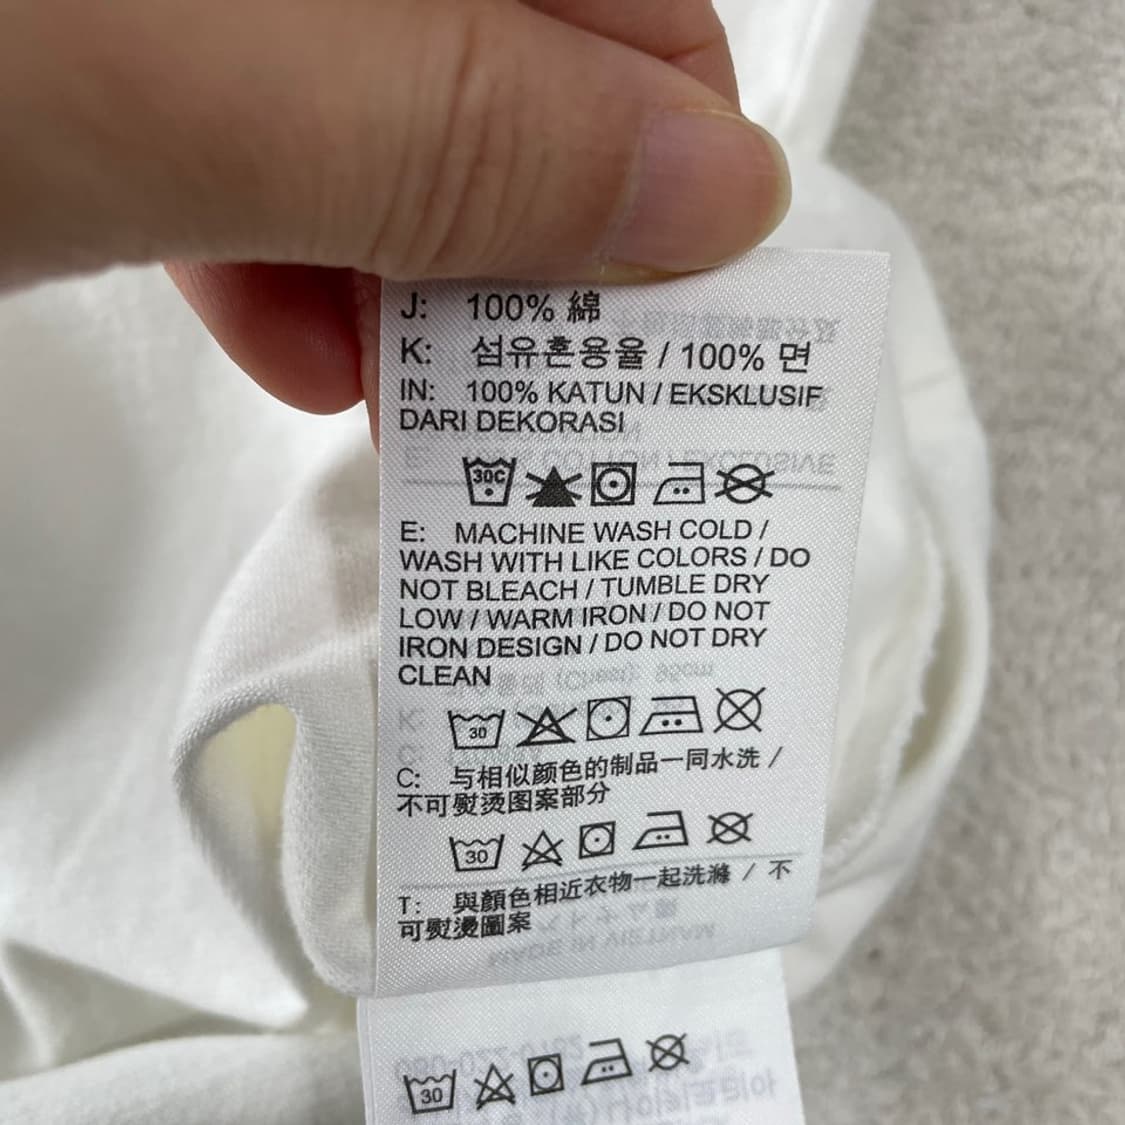 J: 100% 綿
K: 섬유혼용율 / 100% 면
IN: 100% KATUN / EKSKLUSIF
DARI DEKORASI
30C
E: MACHINE WASH COLD /
WASH WITH LIKE COLORS / DO
NOT BLEACH / TUMBLE DRY
LOW / WARM IRON / DO NOT
IRON DESIGN / DO NOT DRY
CLEAN
30
C: 与相似颜色的制品一同水洗 /
不可熨烫图案部分
30
T: 與顏色相近衣物一起洗滌 / 不
可熨燙圖案
30